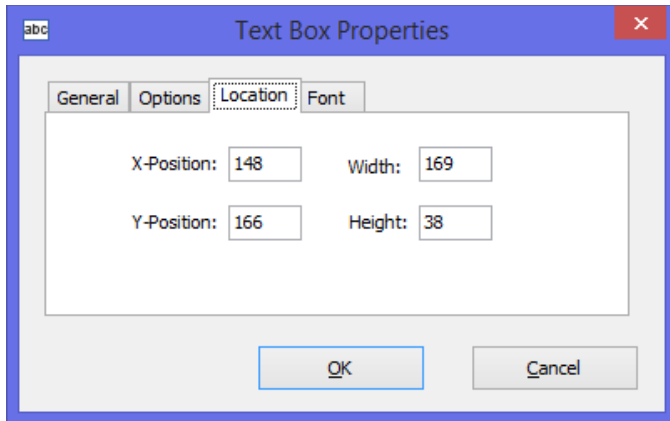 abc Text Box Properties
General Options Location Font
X-Position: 148 Width: 169
Y-Position: 166 Height: 38
OK Cancel